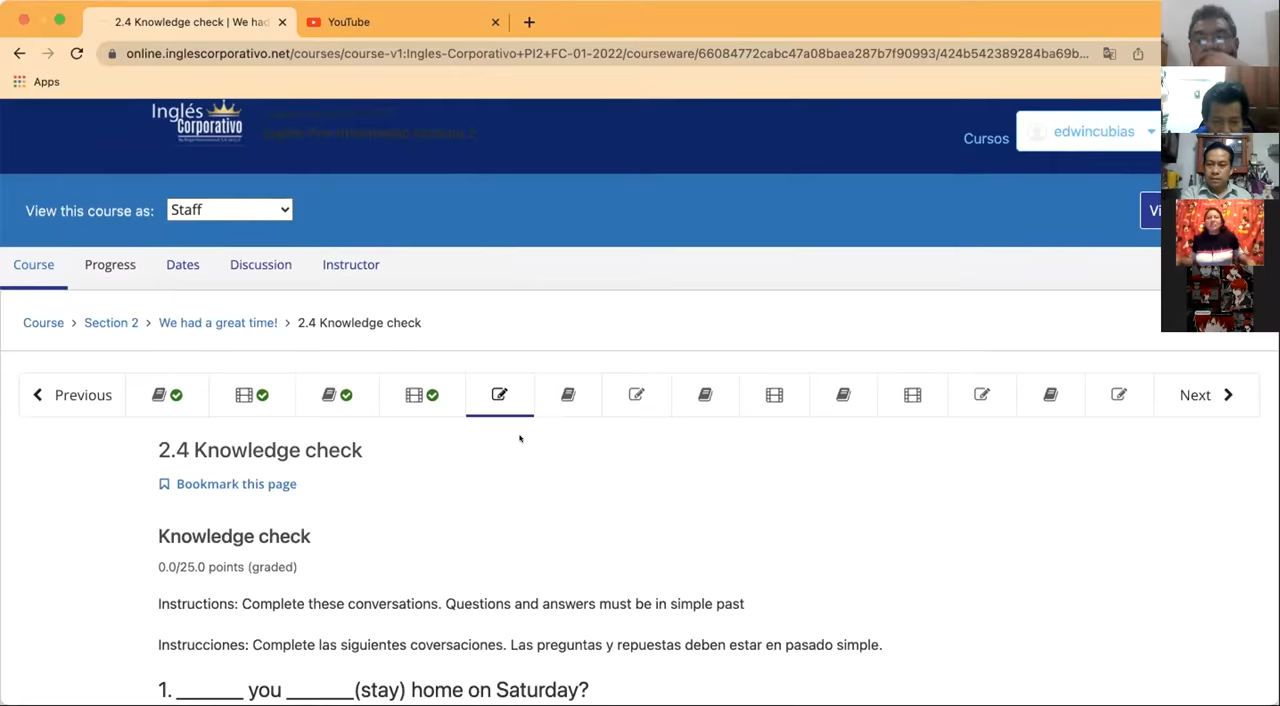 2.4 Knowledge check | We had
YouTube
online.inglescorporativo.net/courses/course-v1:Ingles-Corporativo+PI2+FC-01-2022/courseware/66084772cabc47a08baea287b7f90993/424b542389284ba69b...
Apps
Inglés
Corporativo
Cursos
edwincubias
View this course as:
Staff
Vi
Course
Progress
Dates
Discussion
Instructor
Course > Section 2 > We had a great time! > 2.4 Knowledge check
Previous
Next
2.4 Knowledge check
Bookmark this page
Knowledge check
0.0/25.0 points (graded)
Instructions: Complete these conversations. Questions and answers must be in simple past
Instrucciones: Complete las siguientes coversaciones. Las preguntas y repuestas deben estar en pasado simple.
1. _______ you _______(stay) home on Saturday?